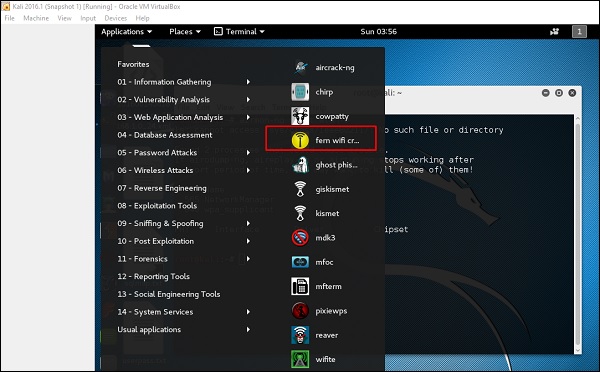 Kali 2016.1 (Snapshot 1) [Running] - Oracle VM VirtualBox
File Machine View Input Devices Help
Applications Places Terminal Sun 03:56 1
Favorites
01 - Information Gathering
02 - Vulnerability Analysis
03 - Web Application Analysis
04 - Database Assessment
05 - Password Attacks
06 - Wireless Attacks
07 - Reverse Engineering
08 - Exploitation Tools
09 - Sniffing & Spoofing
10 - Post Exploitation
11 - Forensics
12 - Reporting Tools
13 - Social Engineering Tools
14 - System Services
Usual applications
aircrack-ng
chirp
cowpatty
fern wifi cr...
ghost phis...
giskismet
kismet
mdk3
mfoc
mfterm
pixiewps
reaver
wifite
kali: ~
o such file or directory
tops working after
ll (some of) them!
ipset